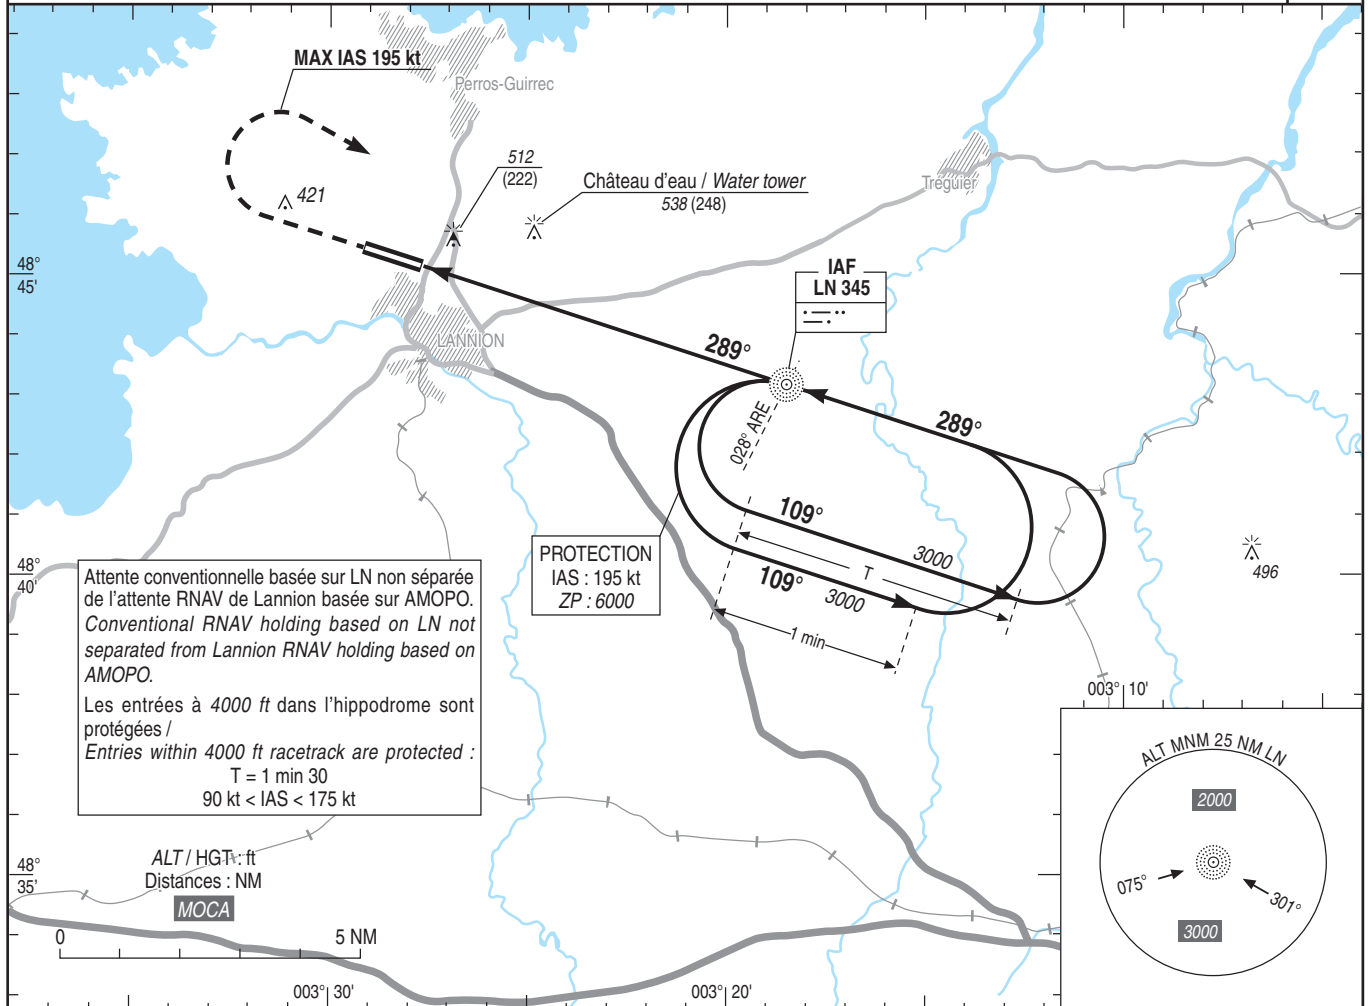 MAX IAS 195 kt
Perros-Guirrec
512
(222)
Château d'eau / Water tower
538 (248)
421
Tréguier
48°
45'
IAF
LN 345
LANNION
289°
289°
028° ARE
109°
3000
T
109°
3000
1 min
PROTECTION
IAS : 195 kt
ZP : 6000
496
48°
40'
Attente conventionnelle basée sur LN non séparée
de l'attente RNAV de Lannion basée sur AMOPO.
Conventional RNAV holding based on LN not
separated from Lannion RNAV holding based on
AMOPO.
Les entrées à 4000 ft dans l'hippodrome sont
protégées /
Entries within 4000 ft racetrack are protected :
T = 1 min 30
90 kt < IAS < 175 kt
003° 10'
ALT MNM 25 NM LN
2000
075°
301°
3000
48°
35'
ALT / HGT : ft
Distances : NM
MOCA
0
5 NM
003° 30'
003° 20'